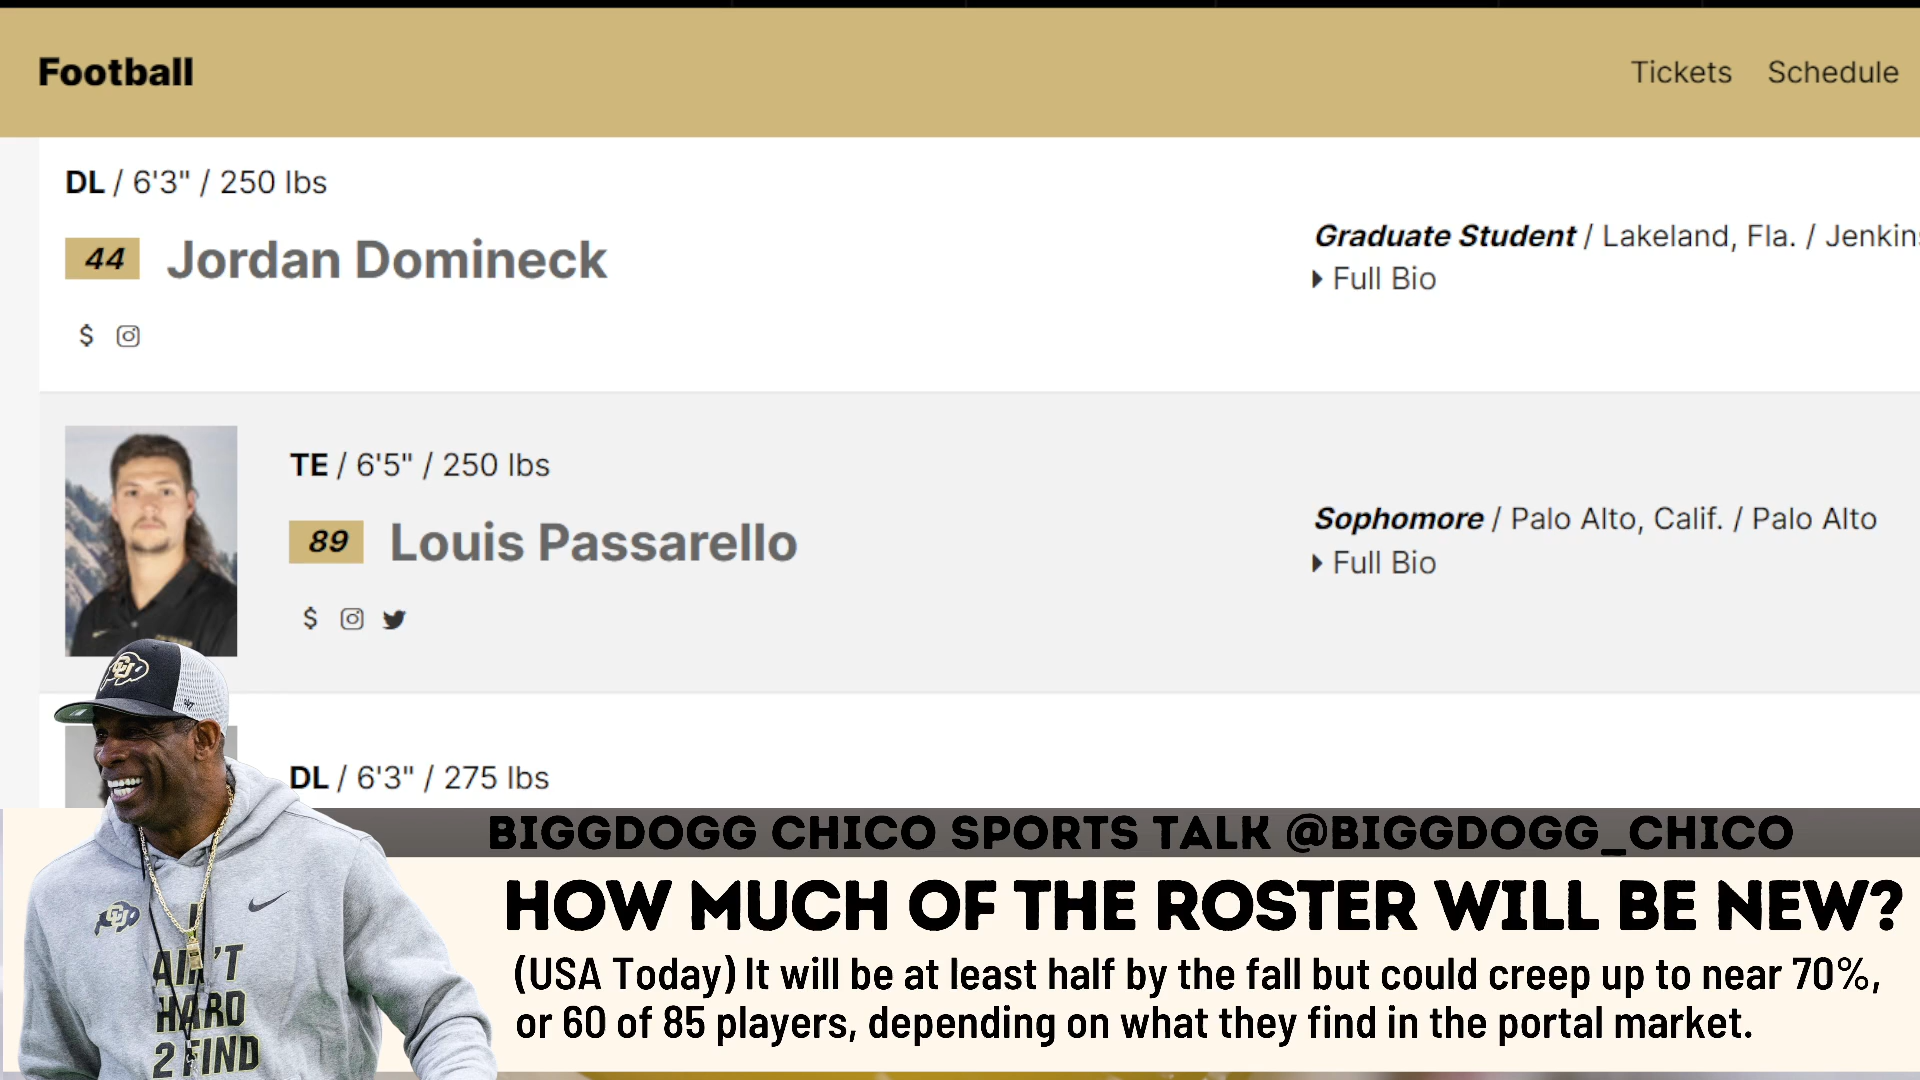 Football
Tickets Schedule
DL / 6'3" / 250 lbs
44 Jordan Domineck
Graduate Student / Lakeland, Fla. /
Full Bio
$
TE / 6'5" / 250 lbs
89 Louis Passarello
Sophomore / Palo Alto, Calif. / Palo Alto
Full Bio
$
DL / 6'3" / 275 lbs
BIGGDOGG CHICO SPORTS TALK @BIGGDOGG_CHICO
HOW MUCH OF THE ROSTER WILL BE NEW?
(USA Today) It will be at least half by the fall but could creep up to near 70%,
or 60 of 85 players, depending on what they find in the portal market.
CU
CU
I
AIN'T
HARD
2 FIND